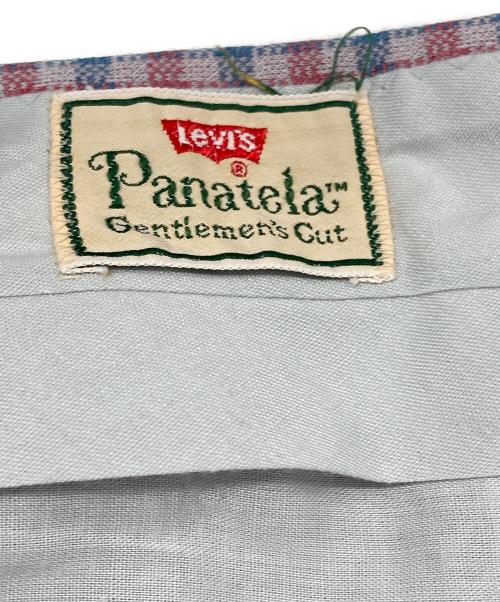 Levi's
®
Panatela™
Gentlemen's Cut